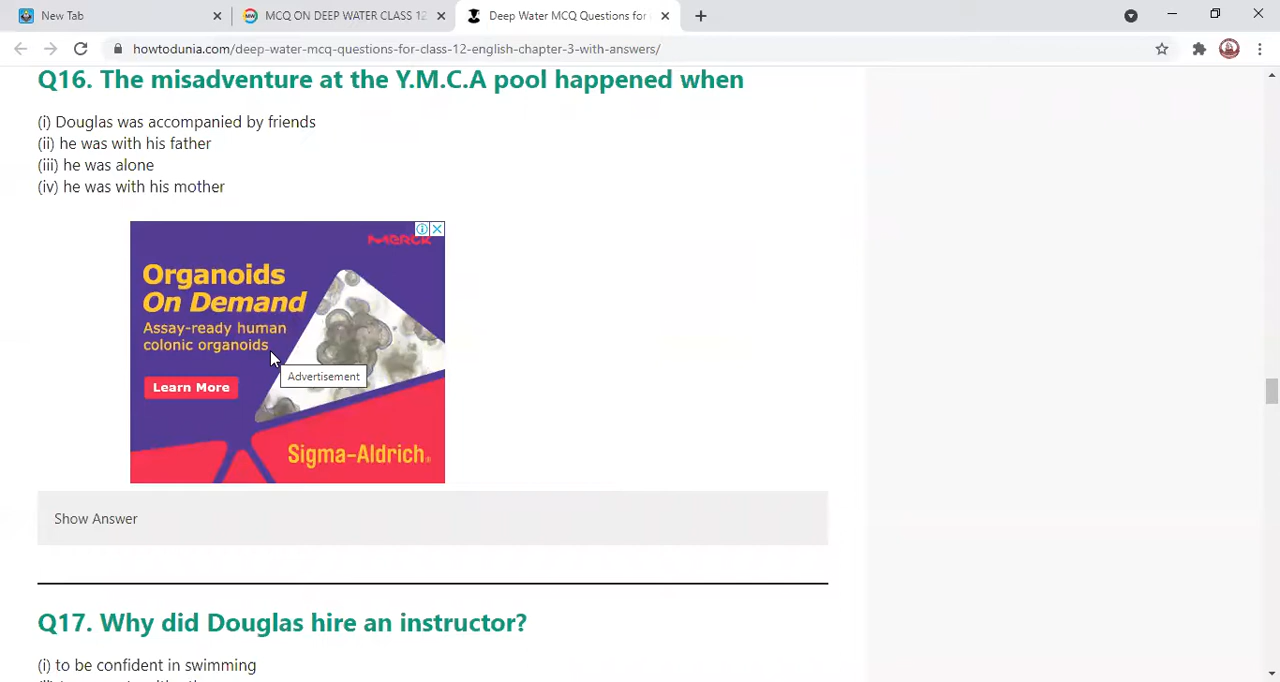 New Tab
MCQ ON DEEP WATER CLASS 12
Deep Water MCQ Questions for
howtodunia.com/deep-water-mcq-questions-for-class-12-english-chapter-3-with-answers/
Q16. The misadventure at the Y.M.C.A pool happened when
(i) Douglas was accompanied by friends
(ii) he was with his father
(iii) he was alone
(iv) he was with his mother
MERCK
Organoids
On Demand
Assay-ready human
colonic organoids
Learn More
Advertisement
Sigma-Aldrich®
Show Answer
Q17. Why did Douglas hire an instructor?
(i) to be confident in swimming